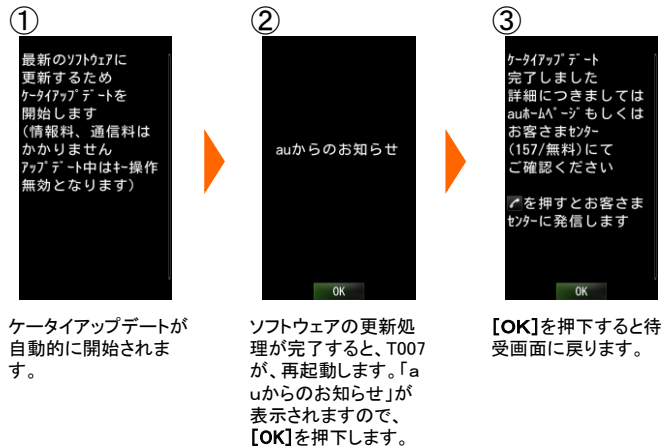 ①
最新のｿﾌﾄｳｪｱに
更新するため
ｹｰﾀｲｱｯﾌﾟﾃﾞｰﾄを
開始します
(情報料、通信料は
かかりません
ｱｯﾌﾟﾃﾞｰﾄ中はｷｰ操作
無効となります)
ケータイアップデートが
自動的に開始されま
す。
②
auからのお知らせ
OK
ソフトウェアの更新処
理が完了すると、T007
が、再起動します。「ａ
ｕからのお知らせ」が
表示されますので、
[OK]を押下します。
③
ｹｰﾀｲｱｯﾌﾟﾃﾞｰﾄ
完了しました
詳細につきましては
auﾎｰﾑﾍﾟｰｼﾞもしくは
お客さまｾﾝﾀｰ
(157/無料)にて
ご確認ください
を押すとお客さま
ｾﾝﾀｰに発信します
OK
[OK]を押下すると待
受画面に戻ります。